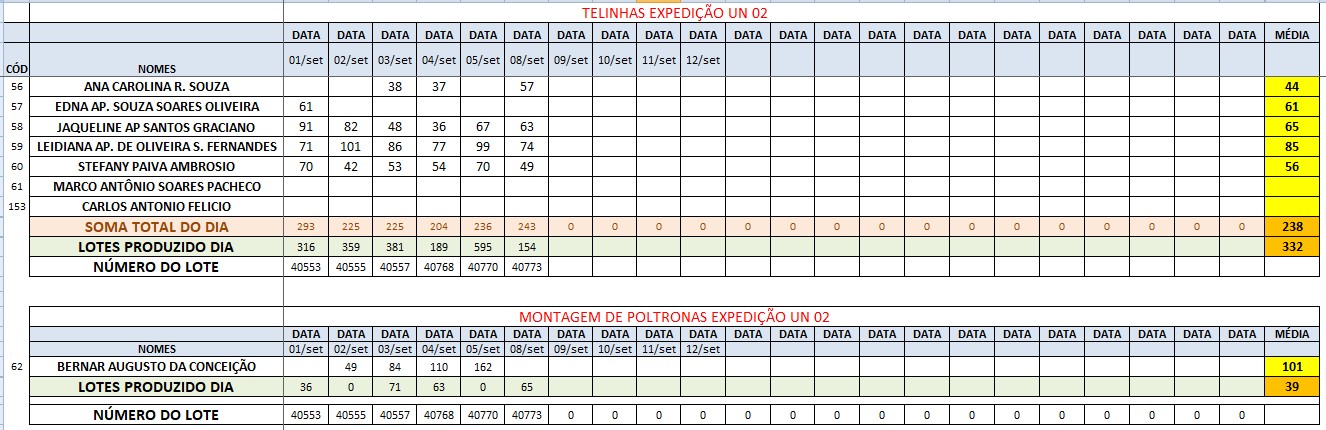 TELINHAS EXPEDIÇÃO UN 02
DATA DATA DATA DATA DATA DATA DATA DATA DATA DATA DATA DATA DATA DATA DATA DATA DATA DATA DATA DATA DATA DATA MÉDIA
CÓD NOMES 01/set 02/set 03/set 04/set 05/set 08/set 09/set 10/set 11/set 12/set
56 ANA CAROLINA R. SOUZA 38 37 57 44
57 EDNA AP. SOUZA SOARES OLIVEIRA 61 61
58 JAQUELINE AP SANTOS GRACIANO 91 82 48 36 67 63 65
59 LEIDIANA AP. DE OLIVEIRA S. FERNANDES 71 101 86 77 99 74 85
60 STEFANY PAIVA AMBROSIO 70 42 53 54 70 49 56
61 MARCO ANTÔNIO SOARES PACHECO
153 CARLOS ANTONIO FELICIO
SOMA TOTAL DO DIA 293 225 225 204 236 243 0 0 0 0 0 0 0 0 0 0 0 0 0 0 0 0 238
LOTES PRODUZIDO DIA 316 359 381 189 595 154 332
NÚMERO DO LOTE 40553 40555 40557 40768 40770 40773
MONTAGEM DE POLTRONAS EXPEDIÇÃO UN 02
DATA DATA DATA DATA DATA DATA DATA DATA DATA DATA DATA DATA DATA DATA DATA DATA DATA DATA DATA DATA DATA DATA MÉDIA
NOMES 01/set 02/set 03/set 04/set 05/set 08/set 09/set 10/set 11/set 12/set
62 BERNAR AUGUSTO DA CONCEIÇÃO 49 84 110 162 101
LOTES PRODUZIDO DIA 36 0 71 63 0 65 39
NÚMERO DO LOTE 40553 40555 40557 40768 40770 40773 0 0 0 0 0 0 0 0 0 0 0 0 0 0 0 0